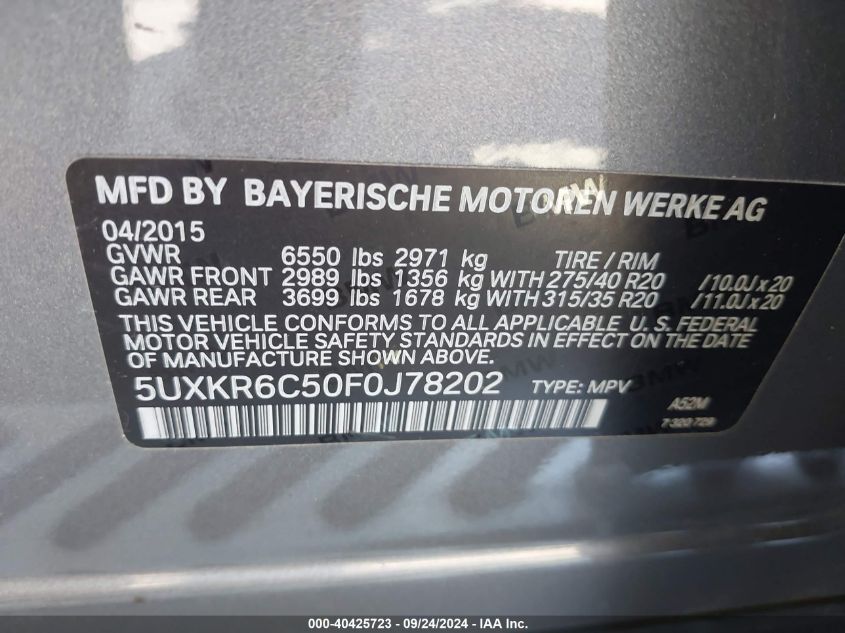 MFD BY BAYERISCHE MOTOREN WERKE AG
04/2015
GVWR 6550 lbs 2971 kg TIRE / RIM
GAWR FRONT 2989 lbs 1356 kg WITH 275/40 R20 /10.0J x 20
GAWR REAR 3699 lbs 1678 kg WITH 315/35 R20 /11.0J x 20
THIS VEHICLE CONFORMS TO ALL APPLICABLE U. S. FEDERAL
MOTOR VEHICLE SAFETY STANDARDS IN EFFECT ON THE DATE
OF MANUFACTURE SHOWN ABOVE.
5UXKR6C50F0J78202 TYPE: MPV A52M
7 320 729
000-40425723 - 09/24/2024 - IAA Inc.